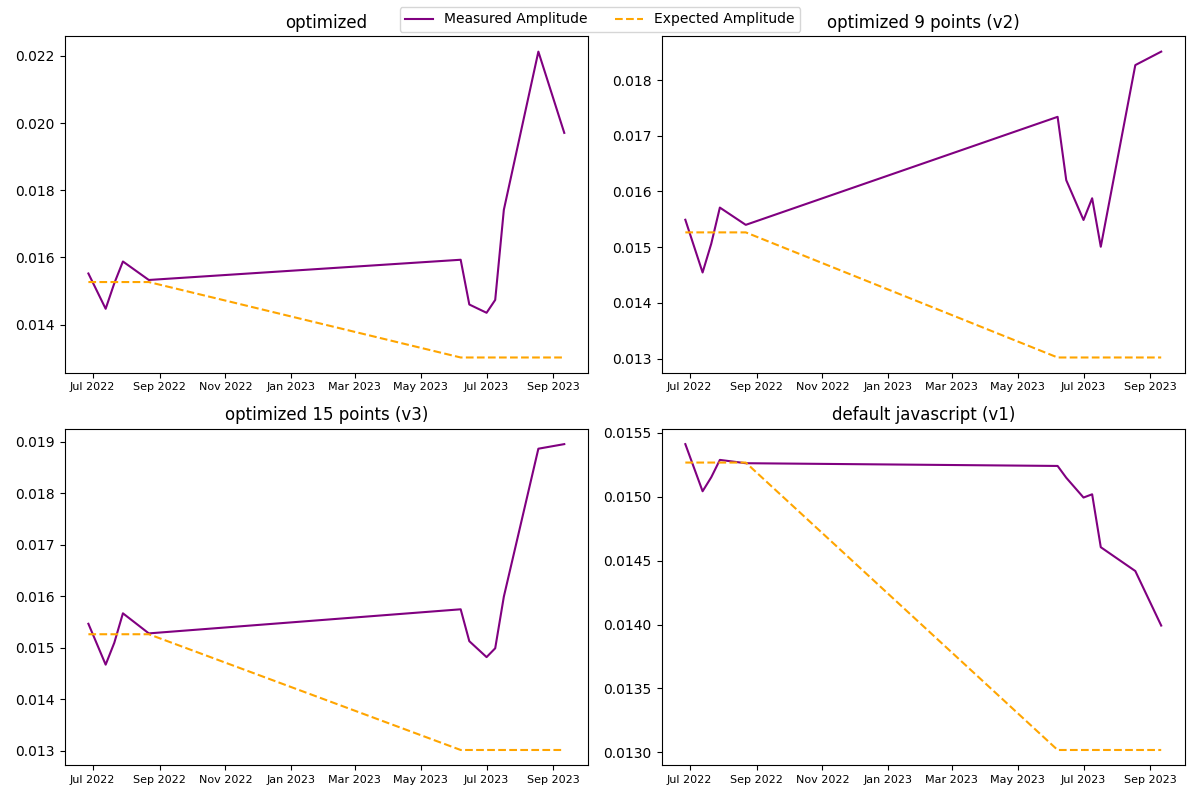 Measured Amplitude Expected Amplitude
optimized
0.022
0.020
0.018
0.016
0.014
Jul 2022 Sep 2022 Nov 2022 Jan 2023 Mar 2023 May 2023 Jul 2023 Sep 2023
optimized 9 points (v2)
0.018
0.017
0.016
0.015
0.014
0.013
Jul 2022 Sep 2022 Nov 2022 Jan 2023 Mar 2023 May 2023 Jul 2023 Sep 2023
optimized 15 points (v3)
0.019
0.018
0.017
0.016
0.015
0.014
0.013
Jul 2022 Sep 2022 Nov 2022 Jan 2023 Mar 2023 May 2023 Jul 2023 Sep 2023
default javascript (v1)
0.0155
0.0150
0.0145
0.0140
0.0135
0.0130
Jul 2022 Sep 2022 Nov 2022 Jan 2023 Mar 2023 May 2023 Jul 2023 Sep 2023